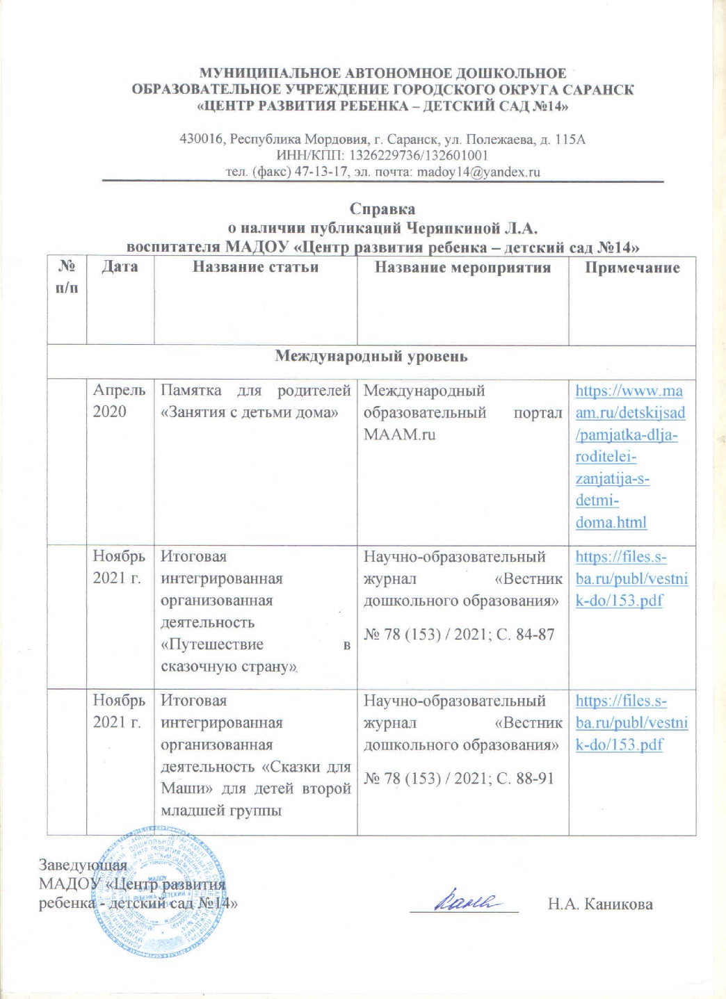 МУНИЦИПАЛЬНОЕ АВТОНОМНОЕ ДОШКОЛЬНОЕ
ОБРАЗОВАТЕЛЬНОЕ УЧРЕЖДЕНИЕ ГОРОДСКОГО ОКРУГА САРАНСК
«ЦЕНТР РАЗВИТИЯ РЕБЕНКА – ДЕТСКИЙ САД №14»
430016, Республика Мордовия, г. Саранск, ул. Полежаева, д. 115А
ИНН/КПП: 1326229736/132601001
тел. (факс) 47-13-17, эл. почта: madoy14@yandex.ru
Справка
о наличии публикаций Черяпкиной Л.А.
воспитателя МАДОУ «Центр развития ребенка – детский сад №14»
№ п/п
Дата
Название статьи
Название мероприятия
Примечание
Международный уровень
Апрель
2020
Памятка для родителей
«Занятия с детьми дома»
Международный
образовательный портал
MAAM.ru
https://www.ma
am.ru/detskijsad
/pamjatka-dlja-
roditelei-
zanjatija-s-
detmi-
doma.html
Ноябрь
2021 г.
Итоговая
интегрированная
организованная
деятельность
«Путешествие в
сказочную страну»
Научно-образовательный
журнал «Вестник
дошкольного образования»
№ 78 (153) / 2021; С. 84-87
https://files.s-
ba.ru/publ/vestni
k-do/153.pdf
Ноябрь
2021 г.
Итоговая
интегрированная
организованная
деятельность «Сказки для
Маши» для детей второй
младшей группы
Научно-образовательный
журнал «Вестник
дошкольного образования»
№ 78 (153) / 2021; С. 88-91
https://files.s-
ba.ru/publ/vestni
k-do/153.pdf
Заведующая
МАДОУ «Центр развития
ребенка - детский сад №14»
Н.А. Каникова